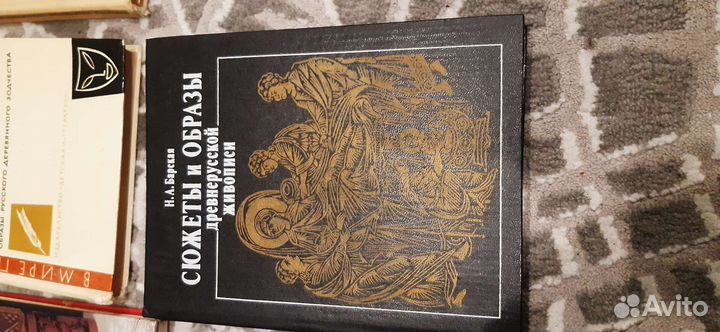 Н.А.Барская
СЮЖЕТЫ и ОБРАЗЫ
древнерусской
живописи
ОБРАЗЫ РУССКОГО ДЕРЕВЯННОГО ЗОДЧЕСТВА
В МИРЕ
Avito